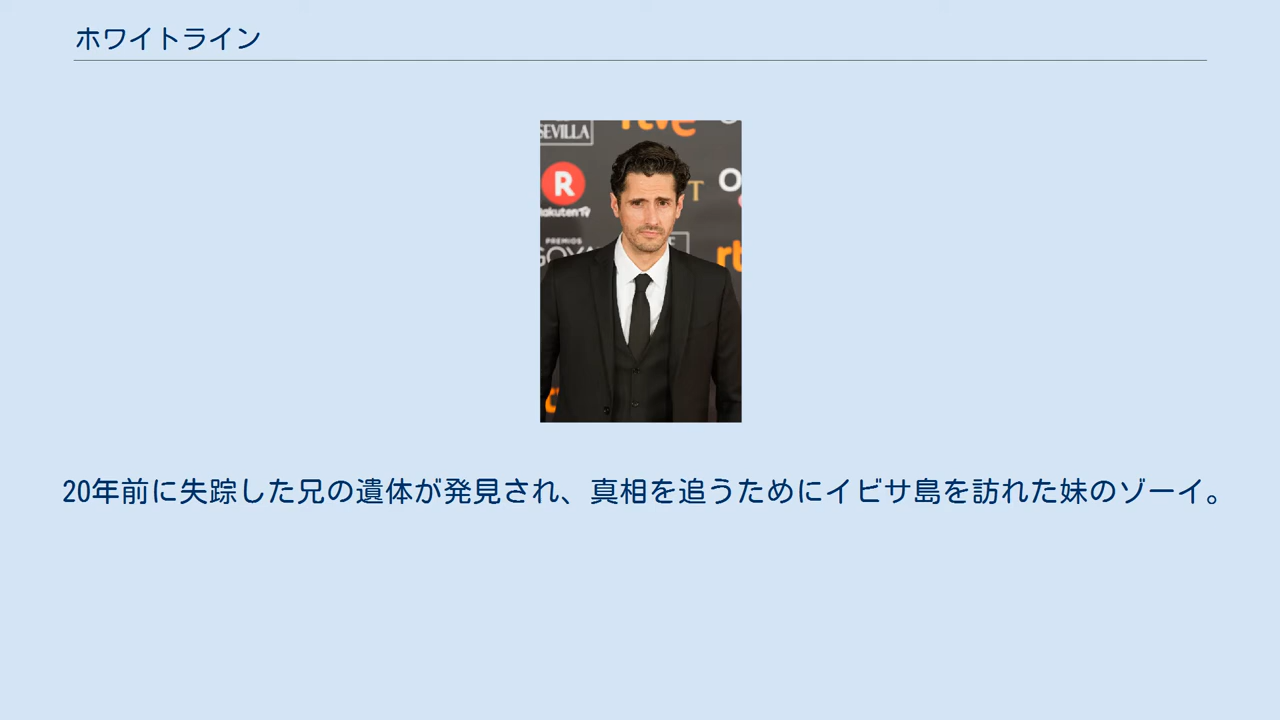 ホワイトライン
SEVILLA
rtve
R
Rakuten TV
PREMIOS
GOYA
20年前に失踪した兄の遺体が発見され、真相を追うためにイビサ島を訪れた妹のゾーイ。